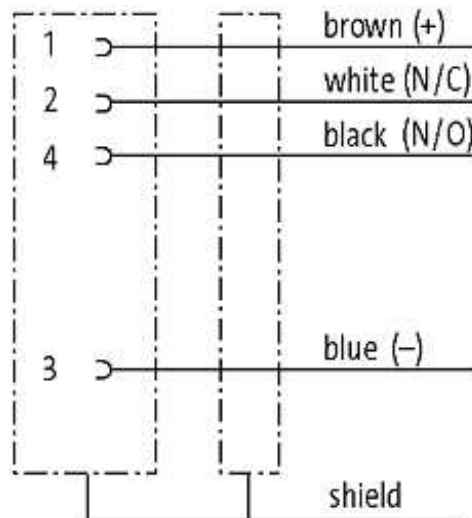 1 brown (+)
2 white (N/C)
4 black (N/O)
3 blue (–)
shield